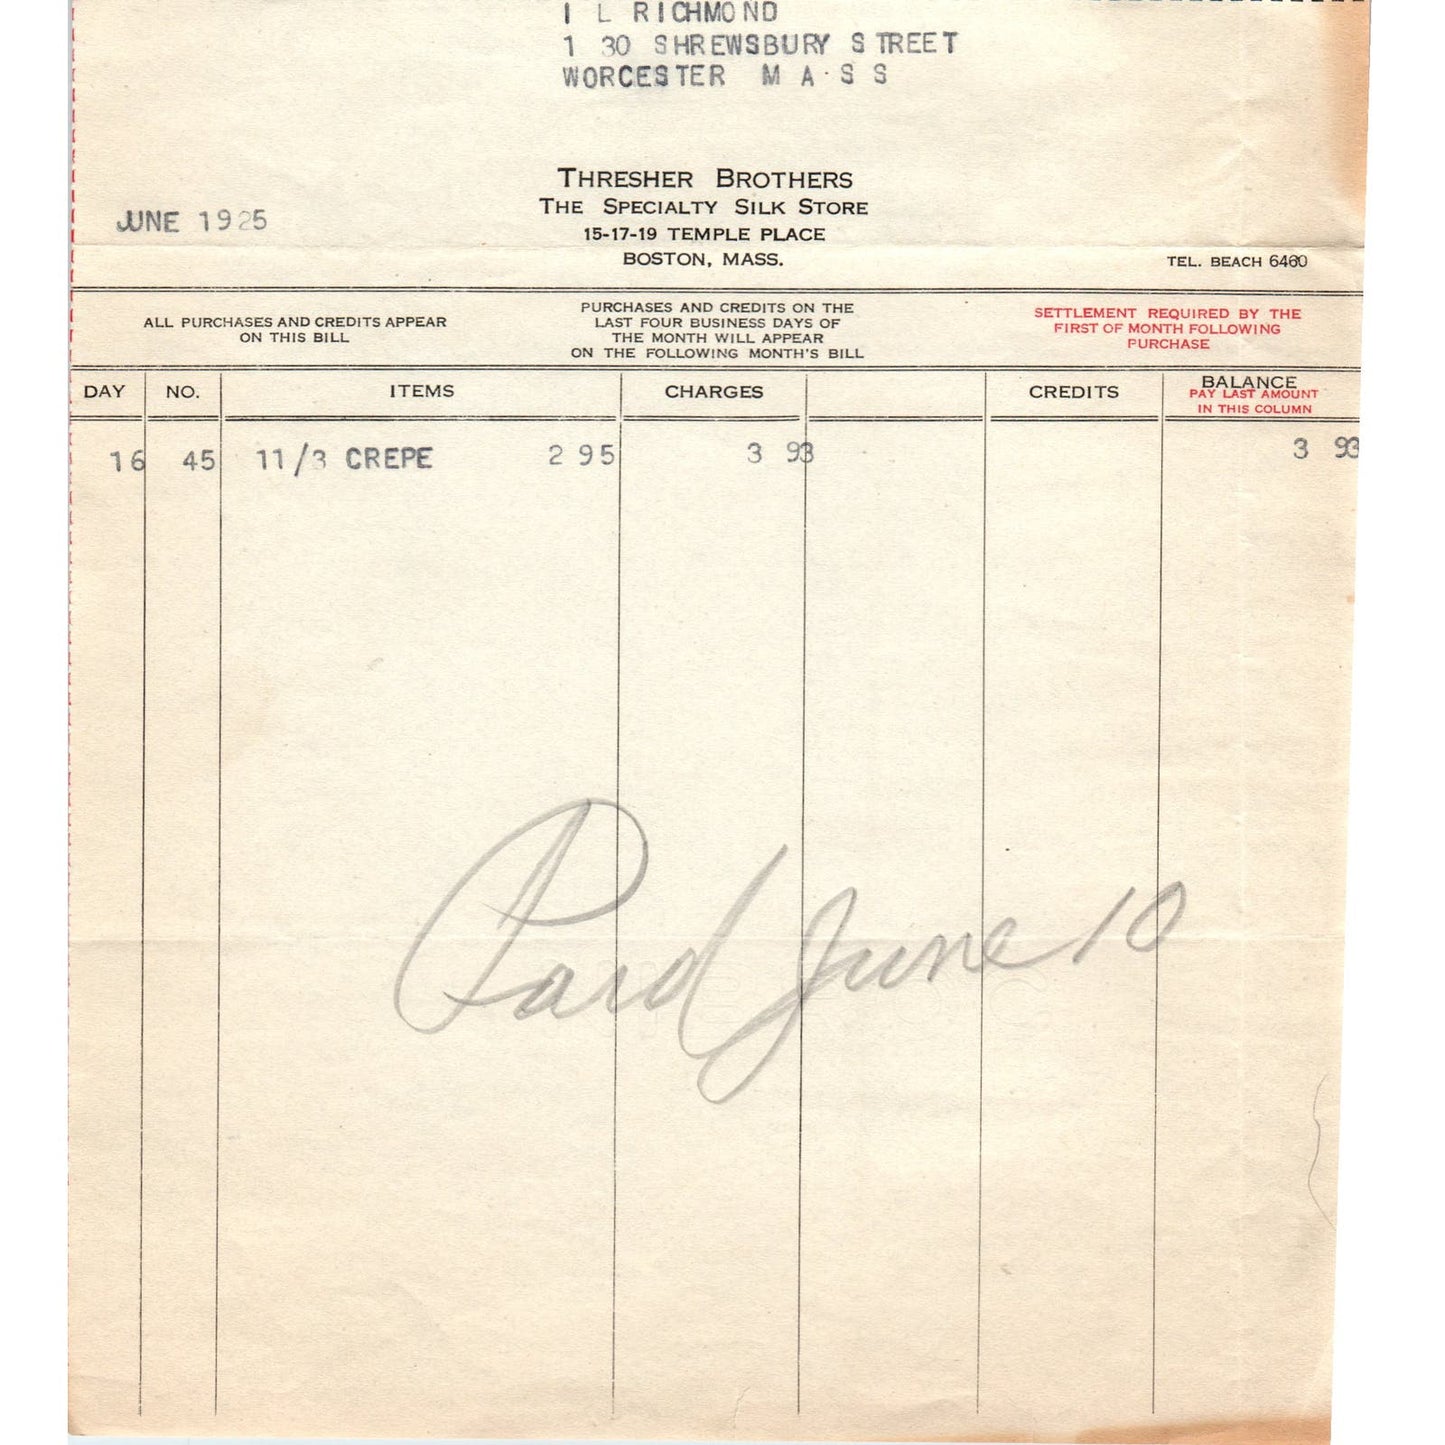 I L RICHMOND
1 30 SHREWSBURY STREET
WORCESTER MASS
THRESHER BROTHERS
THE SPECIALTY SILK STORE
15-17-19 TEMPLE PLACE
BOSTON, MASS.
JUNE 1925
TEL. BEACH 6460
ALL PURCHASES AND CREDITS APPEAR
ON THIS BILL
PURCHASES AND CREDITS ON THE
LAST FOUR BUSINESS DAYS OF
THE MONTH WILL APPEAR
ON THE FOLLOWING MONTH'S BILL
SETTLEMENT REQUIRED BY THE
FIRST OF MONTH FOLLOWING
PURCHASE
DAY NO. ITEMS CHARGES CREDITS BALANCE
PAY LAST AMOUNT
IN THIS COLUMN
16 45 11/3 CREPE 2 95 3 93 3 93
Paid June 10